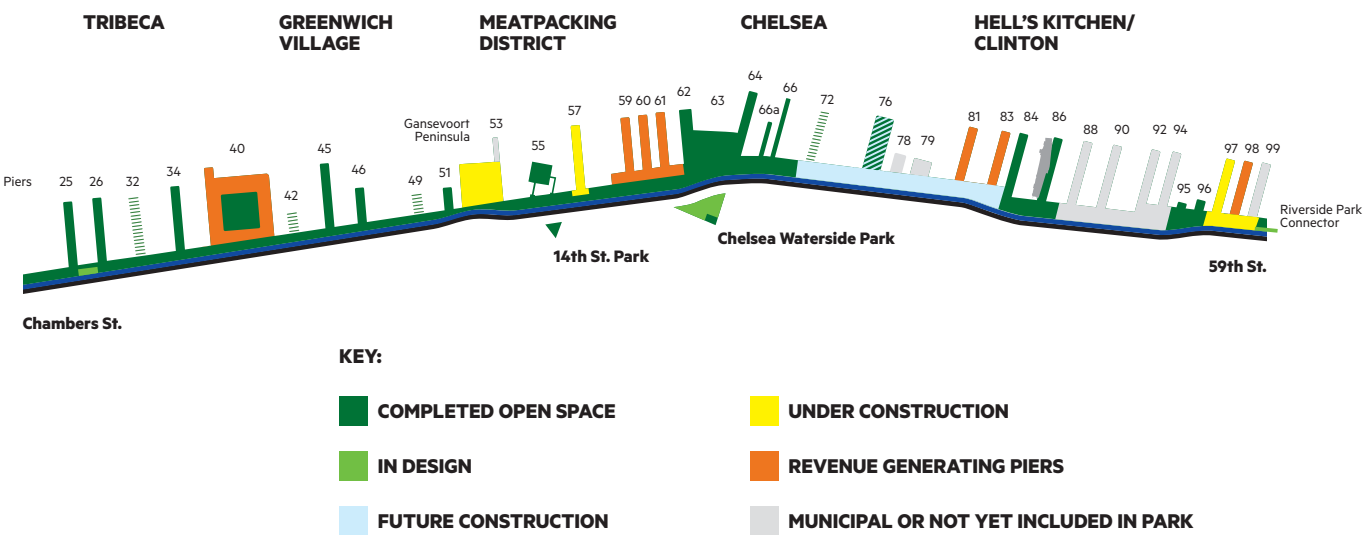 TRIBECA
GREENWICH
VILLAGE
MEATPACKING
DISTRICT
CHELSEA
HELL'S KITCHEN/
CLINTON
Piers
25
26
32
34
40
42
45
46
49
51
Gansevoort
Peninsula
53
55
57
59
60
61
62
63
64
66a
66
72
76
78
79
81
83
84
86
88
90
92
94
95
96
97
98
99
Riverside Park
Connector
14th St. Park
Chelsea Waterside Park
59th St.
Chambers St.
KEY:
COMPLETED OPEN SPACE
IN DESIGN
FUTURE CONSTRUCTION
UNDER CONSTRUCTION
REVENUE GENERATING PIERS
MUNICIPAL OR NOT YET INCLUDED IN PARK